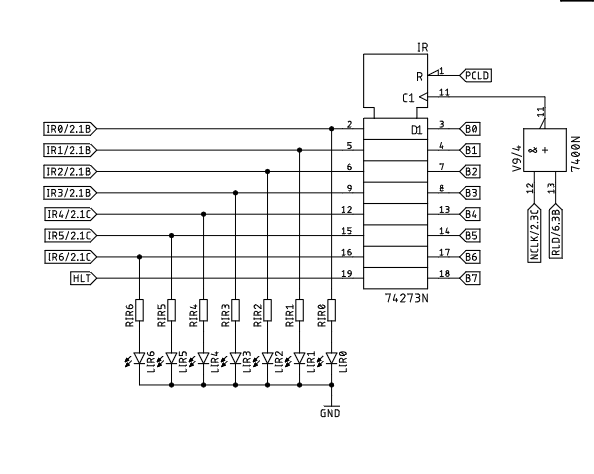 IR
R 1 PCLD
C1 11
IR0/2.1B 2 D1 3 B0
IR1/2.1B 5 4 B1
IR2/2.1B 6 7 B2
IR3/2.1B 9 8 B3
IR4/2.1C 12 13 B4
IR5/2.1C 15 14 B5
IR6/2.1C 16 17 B6
HLT 19 18 B7
74273N
11
V9/4
& +
7400N
12
13
NCLK/2.3C
RLD/6.3B
RIR6
RIR5
RIR4
RIR3
RIR2
RIR1
RIR0
LIR6
LIR5
LIR4
LIR3
LIR2
LIR1
LIR0
GND